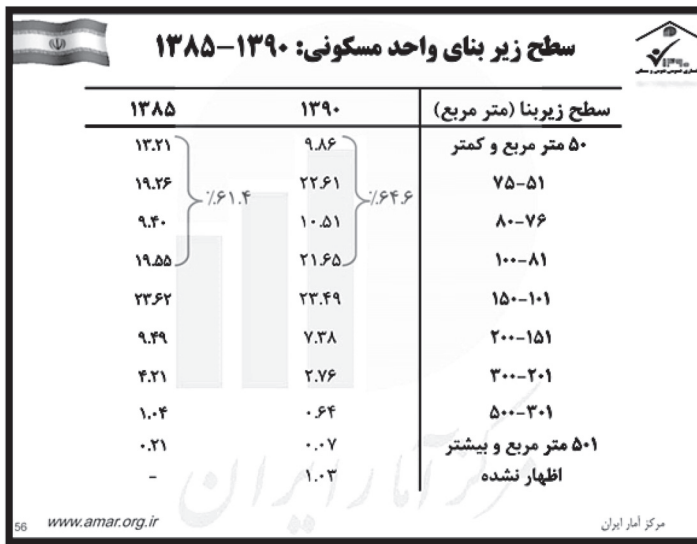 سطح زیر بنای واحد مسکونی: ۱۳۹۰-۱۳۸۵
۱۳۹۰
سطح زیربنا (متر مربع) ۱۳۹۰ ۱۳۸۵
۵۰ متر مربع و کمتر ۹.۸۶ ۱۳.۲۱
۷۵-۵۱ ۲۲.۶۱ ۱۹.۲۶
٪۶۴.۶ ٪۶۱.۴
۸۰-۷۶ ۱۰.۵۱ ۹.۴۰
۱۰۰-۸۱ ۲۱.۶۵ ۱۹.۵۵
۱۵۰-۱۰۱ ۲۳.۴۹ ۲۳.۶۲
۲۰۰-۱۵۱ ۷.۳۸ ۹.۴۹
۳۰۰-۲۰۱ ۲.۷۶ ۴.۲۱
۵۰۰-۳۰۱ ۰.۶۴ ۱.۰۴
۵۰۱ متر مربع و بیشتر ۰.۰۷ ۰.۲۱
اظهار نشده ۱.۰۳ -
مرکز آمار ایران
مرکز آمار ایران www.amar.org.ir 56